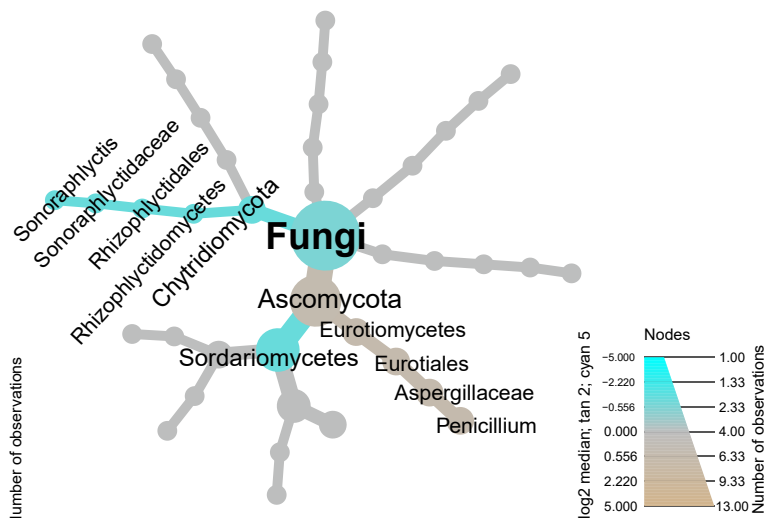 Sonoraphlyctis
Sonoraphlyctidaceae
Rhizophlyctidales
Rhizophlyctidomycetes
Chytridiomycota
Fungi
Ascomycota
Eurotiomycetes
Sordariomycetes
Eurotiales
Aspergillaceae
Penicillium
lumber of observations
log2 median; tan 2; cyan 5
Nodes
−5.000 1.00
−2.220 1.33
−0.556 2.33
0.000 4.00
0.556 6.33
2.220 9.33
5.000 13.00
Number of observations